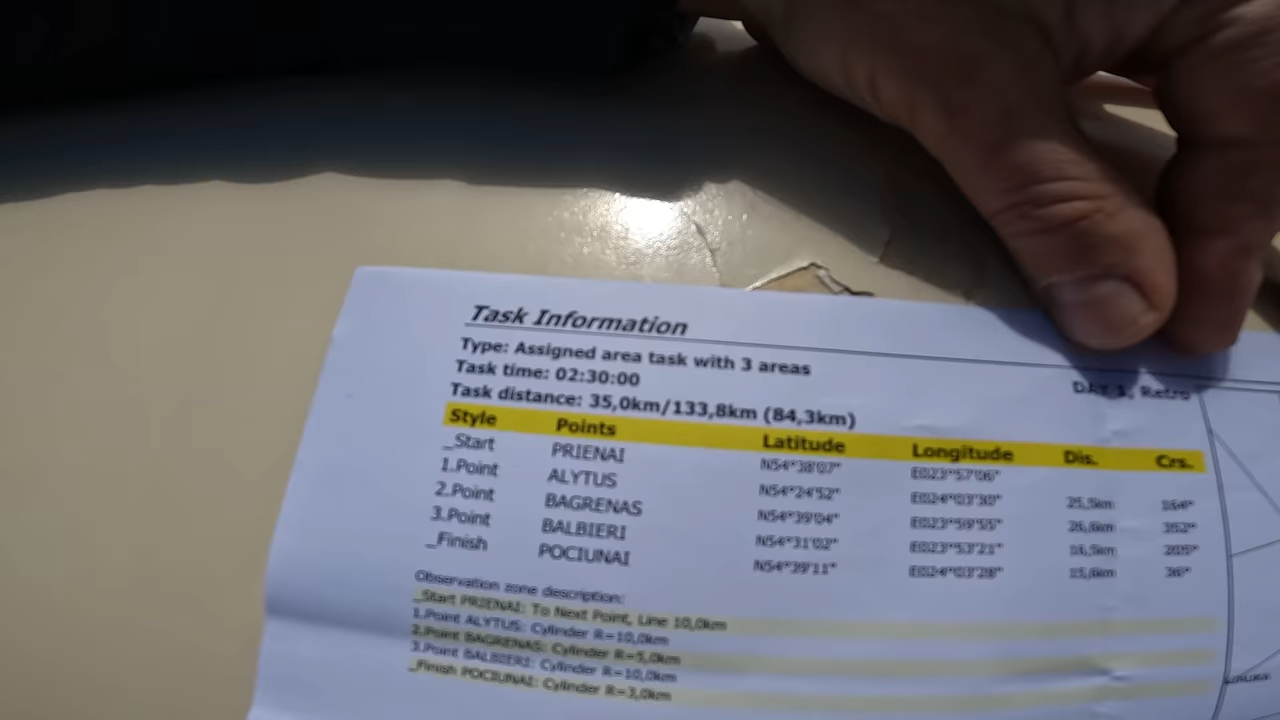 Task Information
DAY 1, Retro
Type: Assigned area task with 3 areas
Task time: 02:30:00
Task distance: 35,0km/133,8km (84,3km)
Style Points Latitude Longitude Dis. Crs.
_Start PRIENAI N54°38'07" E023°57'06"
1.Point ALYTUS N54°24'52" E024°03'30" 25,5km 164°
2.Point BAGRENAS N54°39'04" E023°59'55" 26,6km 352°
3.Point BALBIERI N54°31'02" E023°53'21" 205°
_Finish POCIUNAI N54°39'11" E024°03'28" 36°
Observation zone description:
_Start PRIENAI: To Next Point, Line 10,0km
1.Point ALYTUS: Cylinder R=10,0km
2.Point BAGRENAS: Cylinder R=5,0km
3.Point BALBIERI: Cylinder R=10,0km
_Finish POCIUNAI: Cylinder R=3,0km